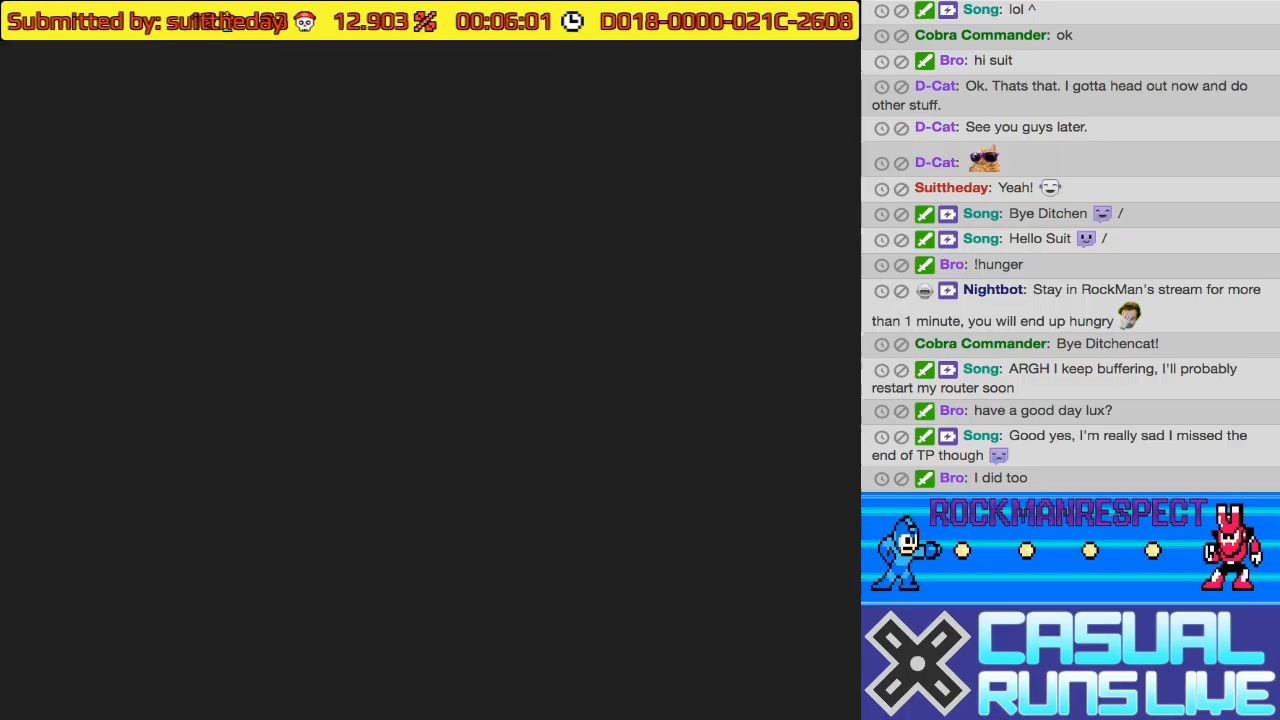 Submitted by: suittheday 12.903 00:06:01 D018-0000-021C-2608
Song: lol ^
Cobra Commander: ok
Bro: hi suit
D-Cat: Ok. Thats that. I gotta head out now and do
other stuff.
D-Cat: See you guys later.
D-Cat:
Suittheday: Yeah!
Song: Bye Ditchen /
Song: Hello Suit /
Bro: !hunger
Nightbot: Stay in RockMan's stream for more
than 1 minute, you will end up hungry
Cobra Commander: Bye Ditchencat!
Song: ARGH I keep buffering, I'll probably
restart my router soon
Bro: have a good day lux?
Song: Good yes, I'm really sad I missed the
end of TP though
Bro: I did too
ROCKMANRESPECT
CASUAL
RUNS LIVE